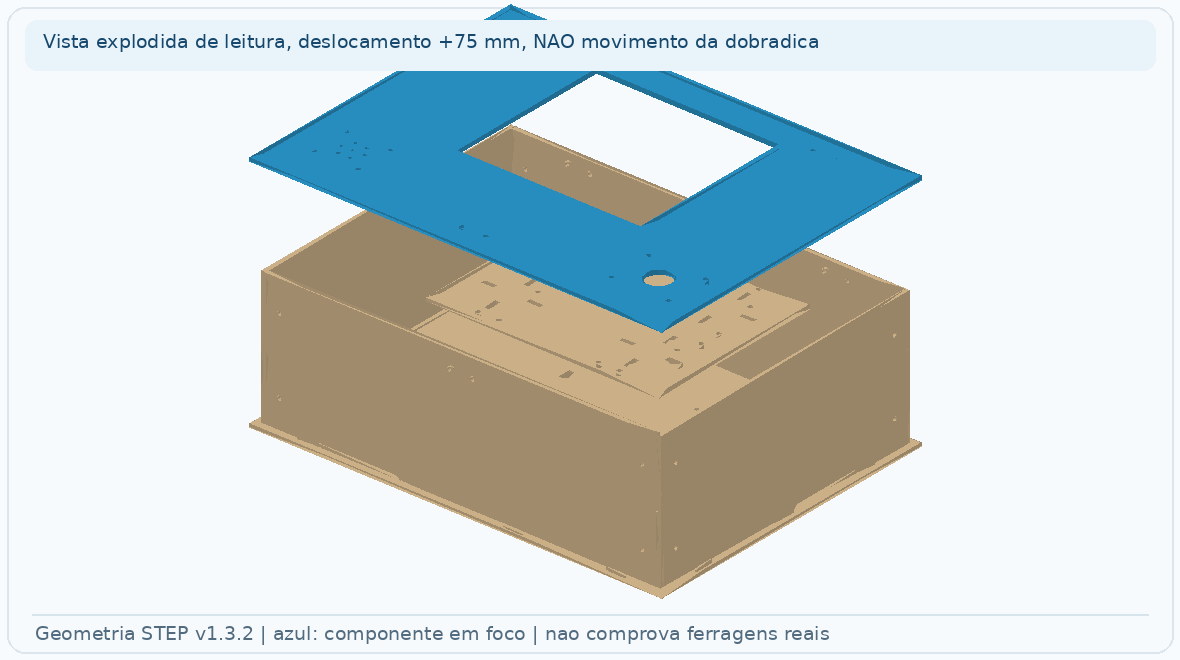 Vista explodida de leitura, deslocamento +75 mm, NAO movimento da dobradica
Geometria STEP v1.3.2 | azul: componente em foco | nao comprova ferragens reais